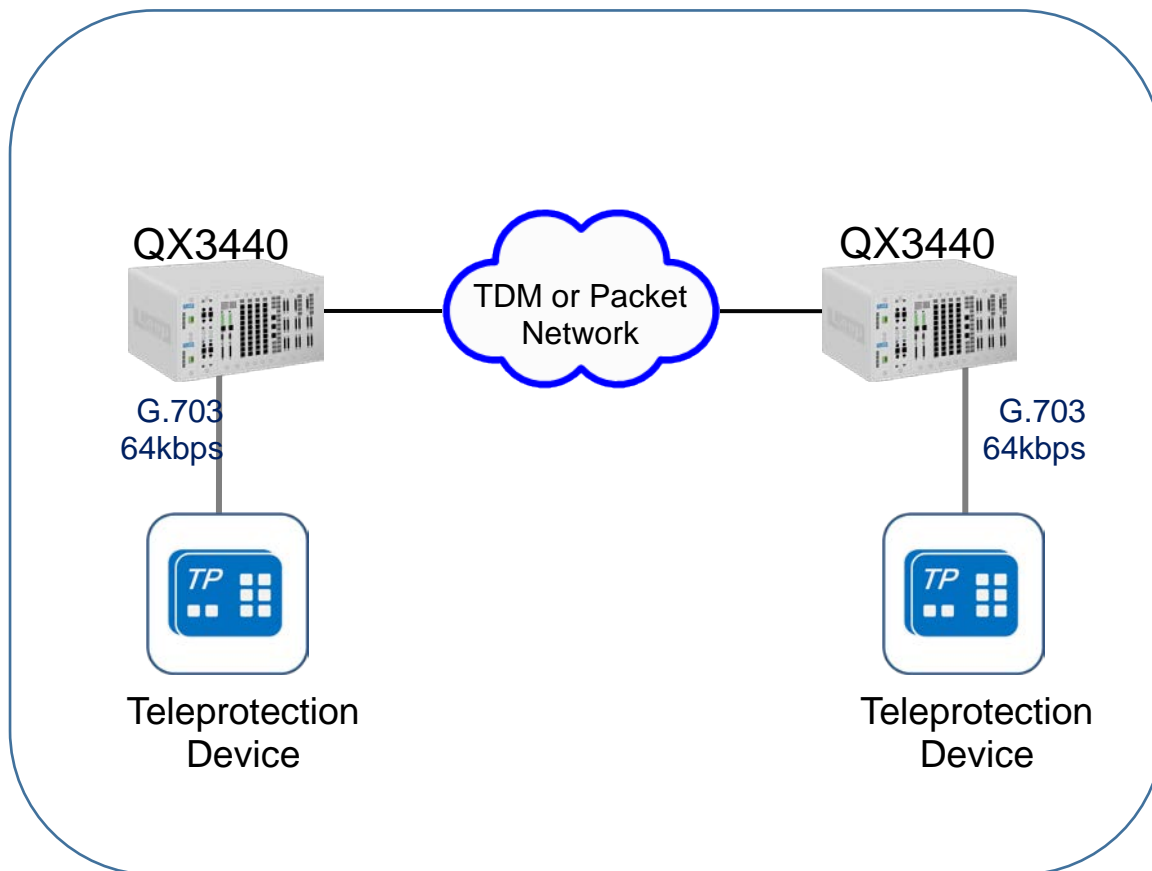 QX3440
QX3440
TDM or Packet
Network
G.703
64kbps
G.703
64kbps
TP
TP
Teleprotection
Device
Teleprotection
Device